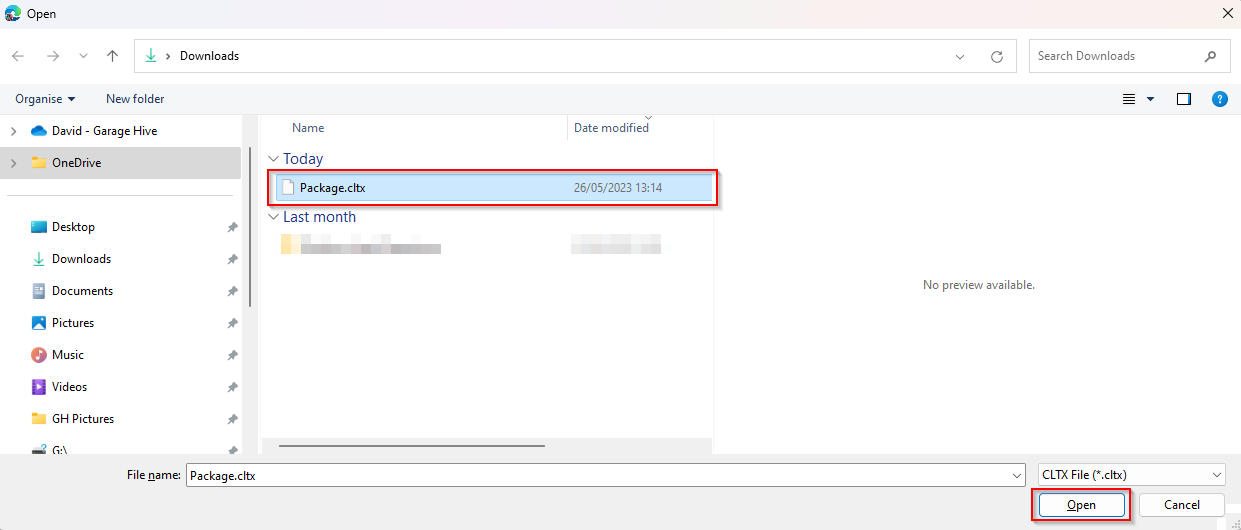 Open
Downloads
Search Downloads
Organise
New folder
David - Garage Hive
OneDrive
Desktop
Downloads
Documents
Pictures
Music
Videos
GH Pictures
G:\
Name
Date modified
Today
Package.cltx 26/05/2023 13:14
Last month
No preview available.
File name: Package.cltx
CLTX File (*.cltx)
Open
Cancel